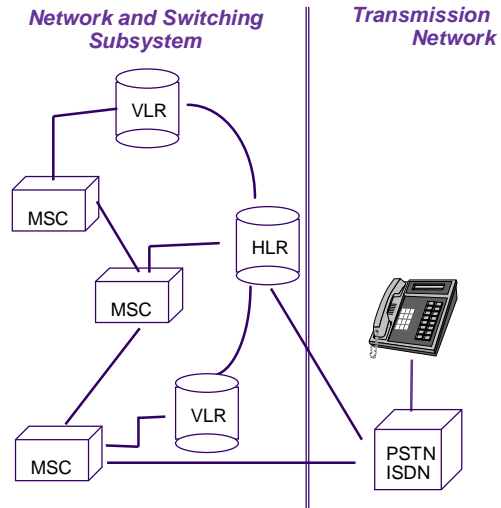 Network and Switching
Subsystem
Transmission
Network
VLR
MSC
HLR
MSC
VLR
MSC
PSTN
ISDN